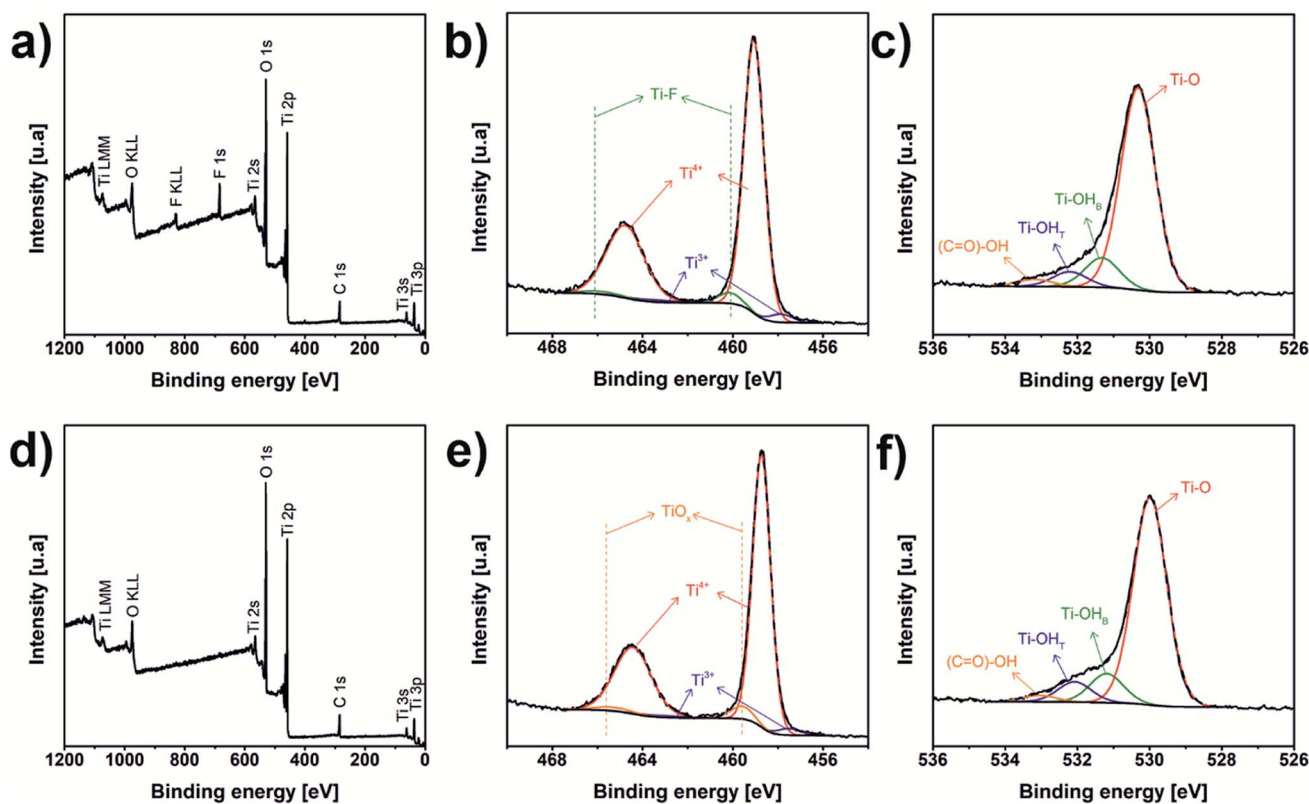 a)
Intensity [u.a]
Ti LMM
O KLL
F KLL
F 1s
Ti 2s
O 1s
Ti 2p
C 1s
Ti 3s
Ti 3p
1200 1000 800 600 400 200 0
Binding energy [eV]
b)
Intensity [u.a]
Ti-F
Ti4+
Ti3+
468 464 460 456
Binding energy [eV]
c)
Intensity [u.a]
Ti-O
Ti-OHB
Ti-OHT
(C=O)-OH
536 534 532 531 530 528 526
Binding energy [eV]
d)
Intensity [u.a]
Ti LMM
O KLL
Ti 2s
O 1s
Ti 2p
C 1s
Ti 3s
Ti 3p
1200 1000 800 600 400 200 0
Binding energy [eV]
e)
Intensity [u.a]
TiOx
Ti4+
Ti3+
468 464 460 456
Binding energy [eV]
f)
Intensity [u.a]
Ti-O
Ti-OHB
Ti-OHT
(C=O)-OH
536 534 532 531 530 528 526
Binding energy [eV]